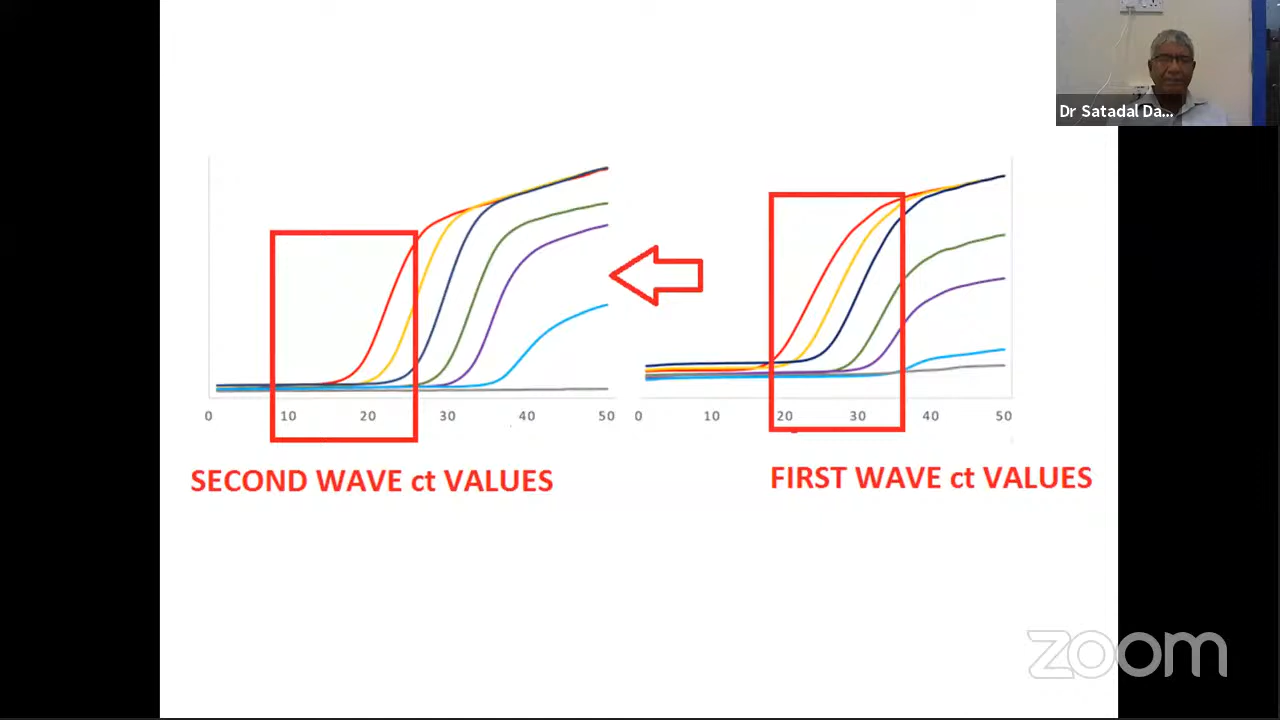 Dr Satadal Da...
0 10 20 30 40 50
0 10 20 30 40 50
SECOND WAVE ct VALUES
FIRST WAVE ct VALUES
zoom